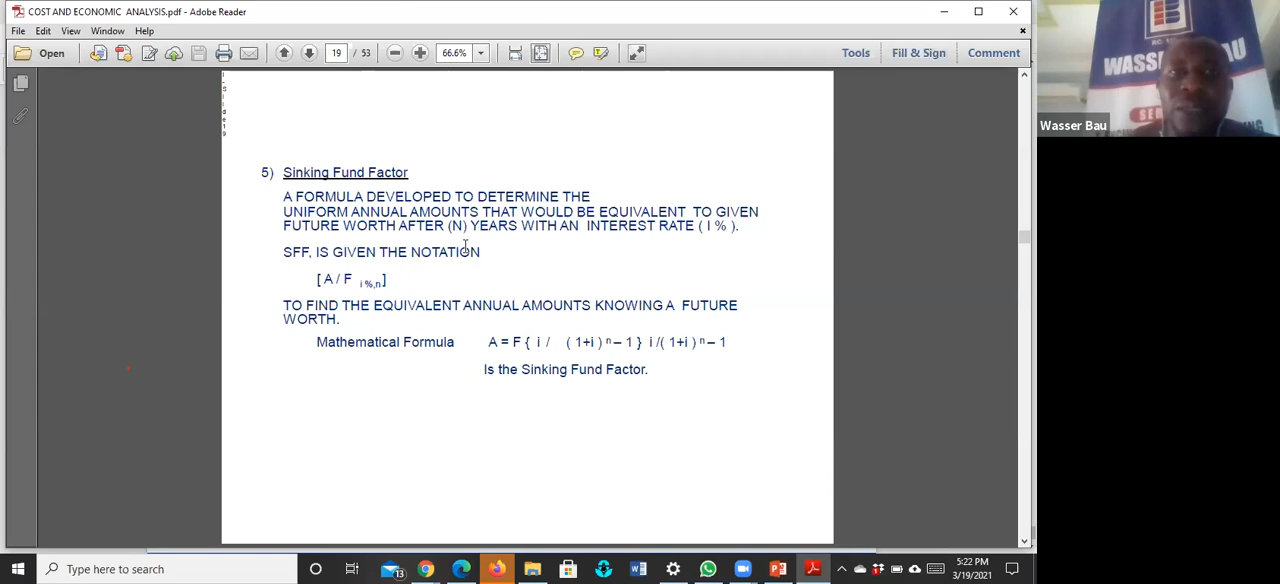 COST AND ECONOMIC ANALYSIS.pdf - Adobe Reader
File Edit View Window Help
Open 19 / 53 66.6% Tools Fill & Sign Comment
WASS AU
Wasser Bau
5) Sinking Fund Factor
A FORMULA DEVELOPED TO DETERMINE THE
UNIFORM ANNUAL AMOUNTS THAT WOULD BE EQUIVALENT TO GIVEN
FUTURE WORTH AFTER (N) YEARS WITH AN INTEREST RATE ( I % ).
SFF, IS GIVEN THE NOTATION
[ A / F i %,n ]
TO FIND THE EQUIVALENT ANNUAL AMOUNTS KNOWING A FUTURE
WORTH.
Mathematical Formula A = F { i / ( 1+i ) n – 1 } i /( 1+i ) n – 1
Is the Sinking Fund Factor.
Type here to search
13
5:22 PM
3/19/2021